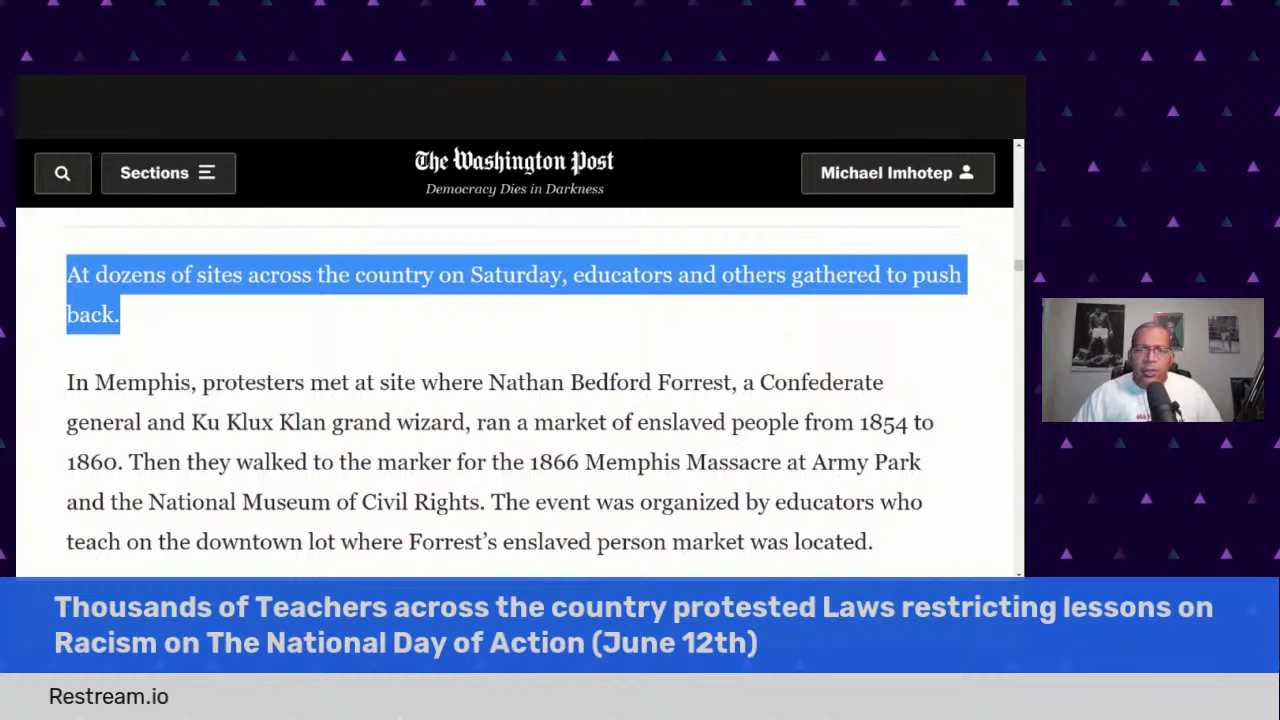 Sections
The Washington Post
Democracy Dies in Darkness
Michael Imhotep
At dozens of sites across the country on Saturday, educators and others gathered to push
back.
In Memphis, protesters met at site where Nathan Bedford Forrest, a Confederate
general and Ku Klux Klan grand wizard, ran a market of enslaved people from 1854 to
1860. Then they walked to the marker for the 1866 Memphis Massacre at Army Park
and the National Museum of Civil Rights. The event was organized by educators who
teach on the downtown lot where Forrest’s enslaved person market was located.
Thousands of Teachers across the country protested Laws restricting lessons on
Racism on The National Day of Action (June 12th)
Restream.io